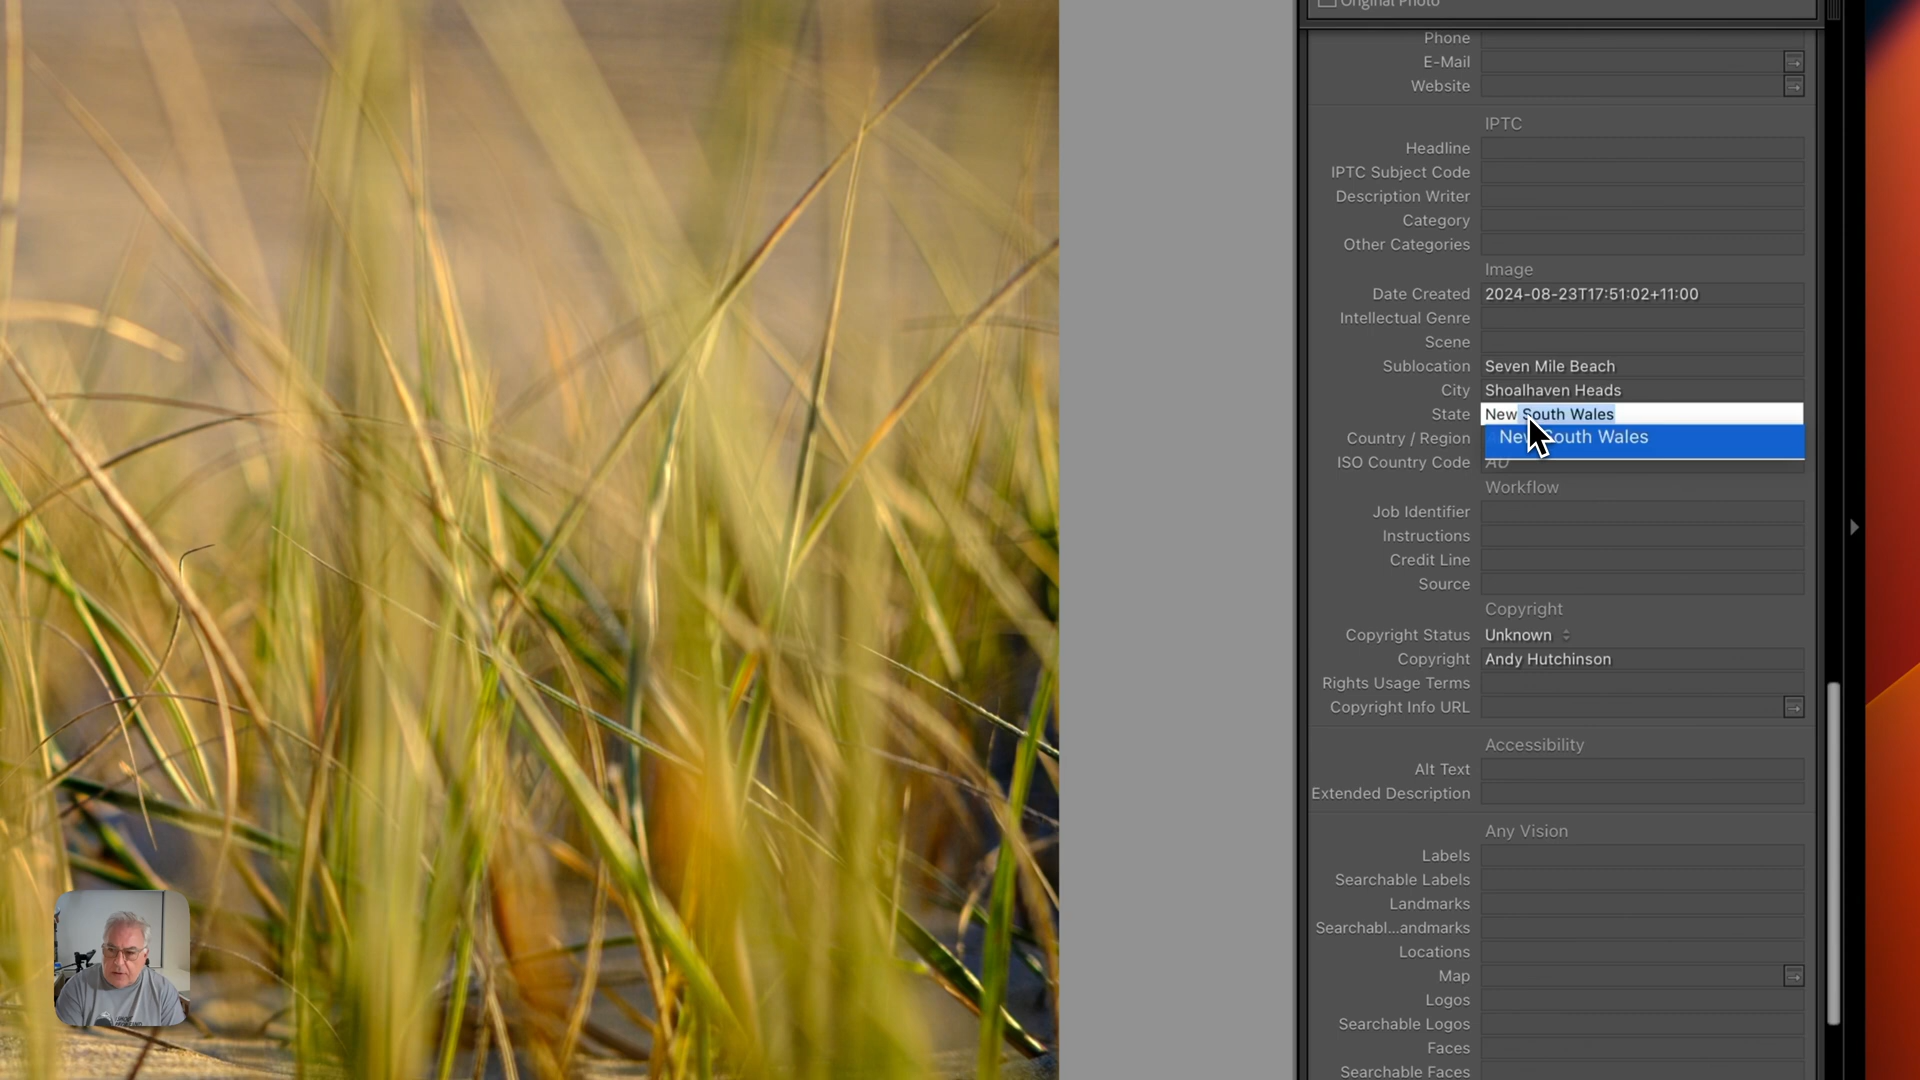 Original Photo
Phone
E-Mail
Website
IPTC
Headline
IPTC Subject Code
Description Writer
Category
Other Categories
Image
Date Created 2024-08-23T17:51:02+11:00
Intellectual Genre
Scene
Sublocation Seven Mile Beach
City Shoalhaven Heads
State New South Wales
Country / Region New South Wales
ISO Country Code AU
Workflow
Job Identifier
Instructions
Credit Line
Source
Copyright
Copyright Status Unknown
Copyright Andy Hutchinson
Rights Usage Terms
Copyright Info URL
Accessibility
Alt Text
Extended Description
Any Vision
Labels
Searchable Labels
Landmarks
Searchabl...andmarks
Locations
Map
Logos
Searchable Logos
Faces
Searchable Faces